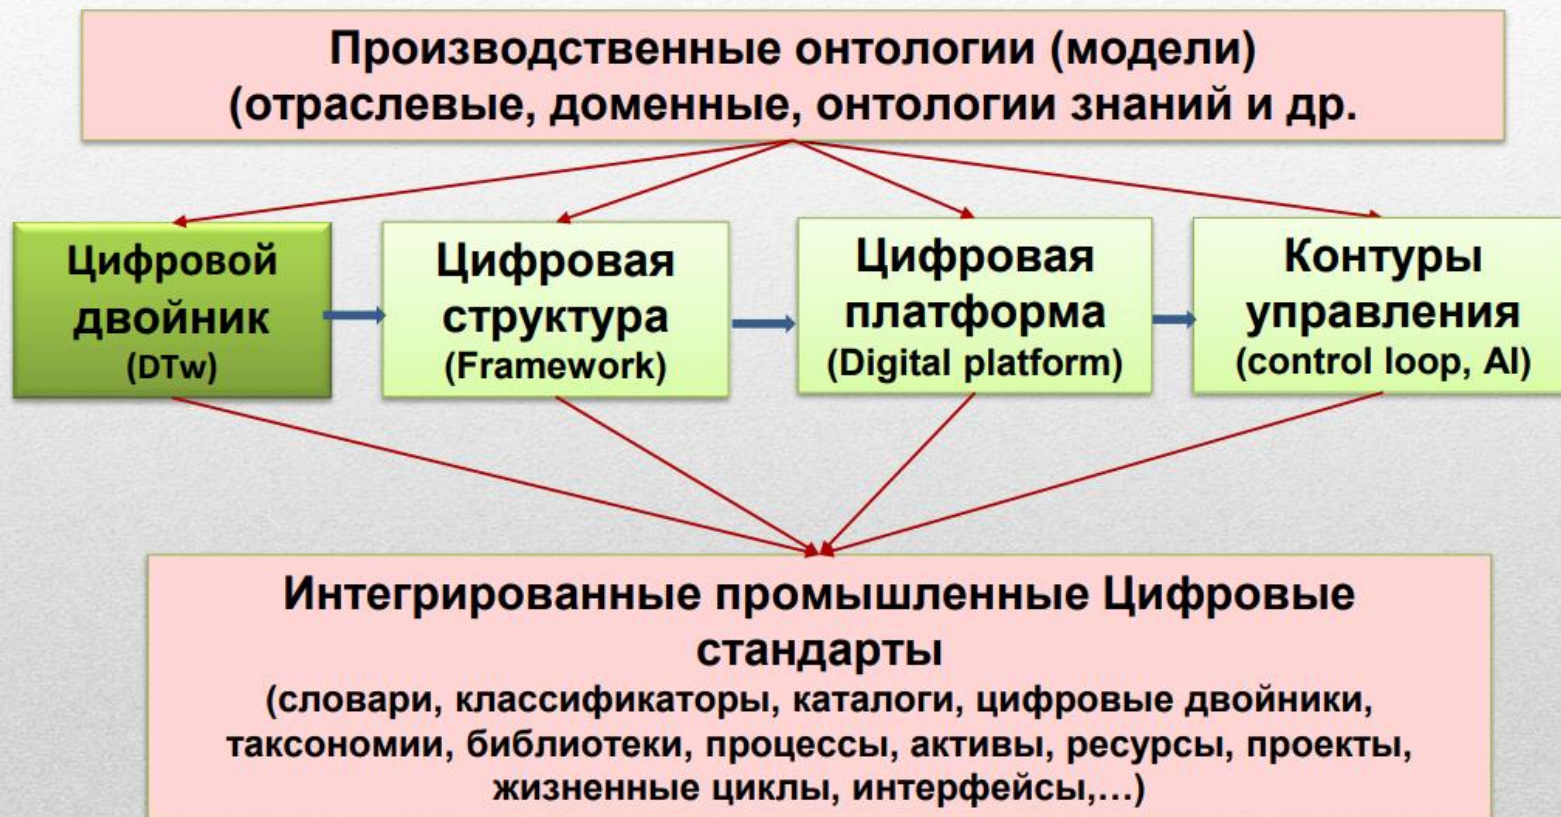 Производственные онтологии (модели)
(отраслевые, доменные, онтологии знаний и др.
Цифровой
двойник
(DTw)
Цифровая
структура
(Framework)
Цифровая
платформа
(Digital platform)
Контуры
управления
(control loop, AI)
Интегрированные промышленные Цифровые
стандарты
(словари, классификаторы, каталоги, цифровые двойники,
таксономии, библиотеки, процессы, активы, ресурсы, проекты,
жизненные циклы, интерфейсы,…)